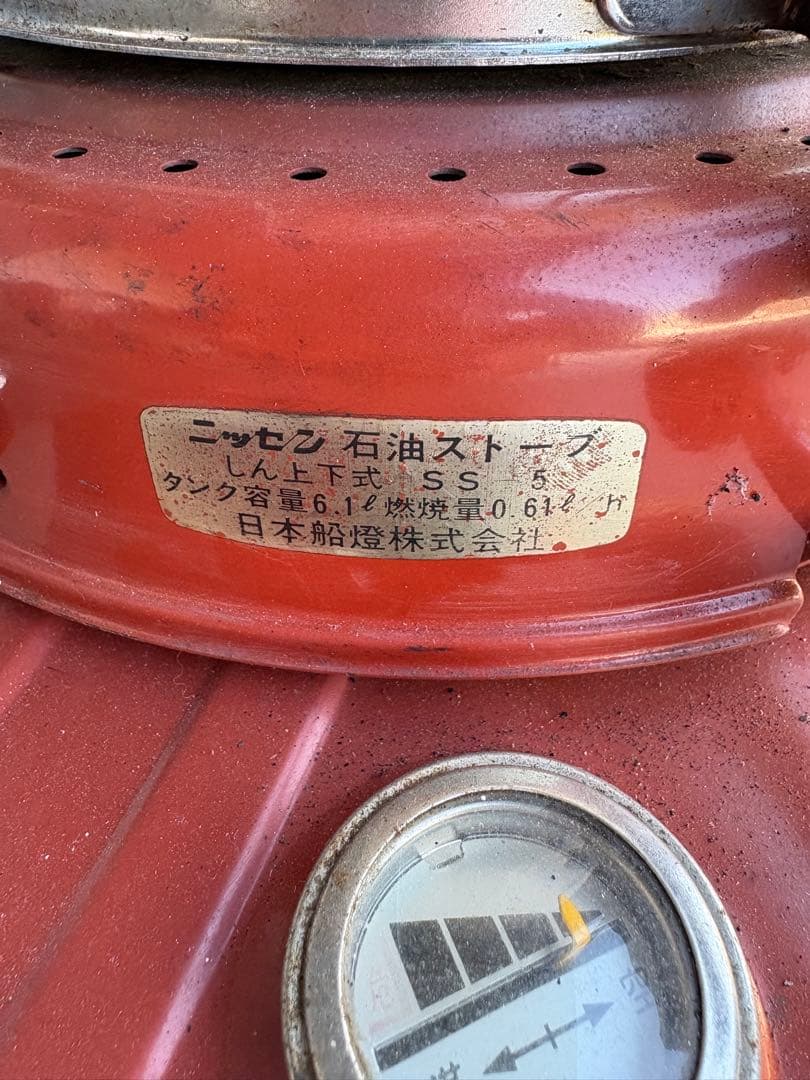 ニッセン 石油ストーブ
しん上下式 SS 5
タンク容量6.1ℓ 燃焼量0 61ℓ/h
日本船燈株式会社